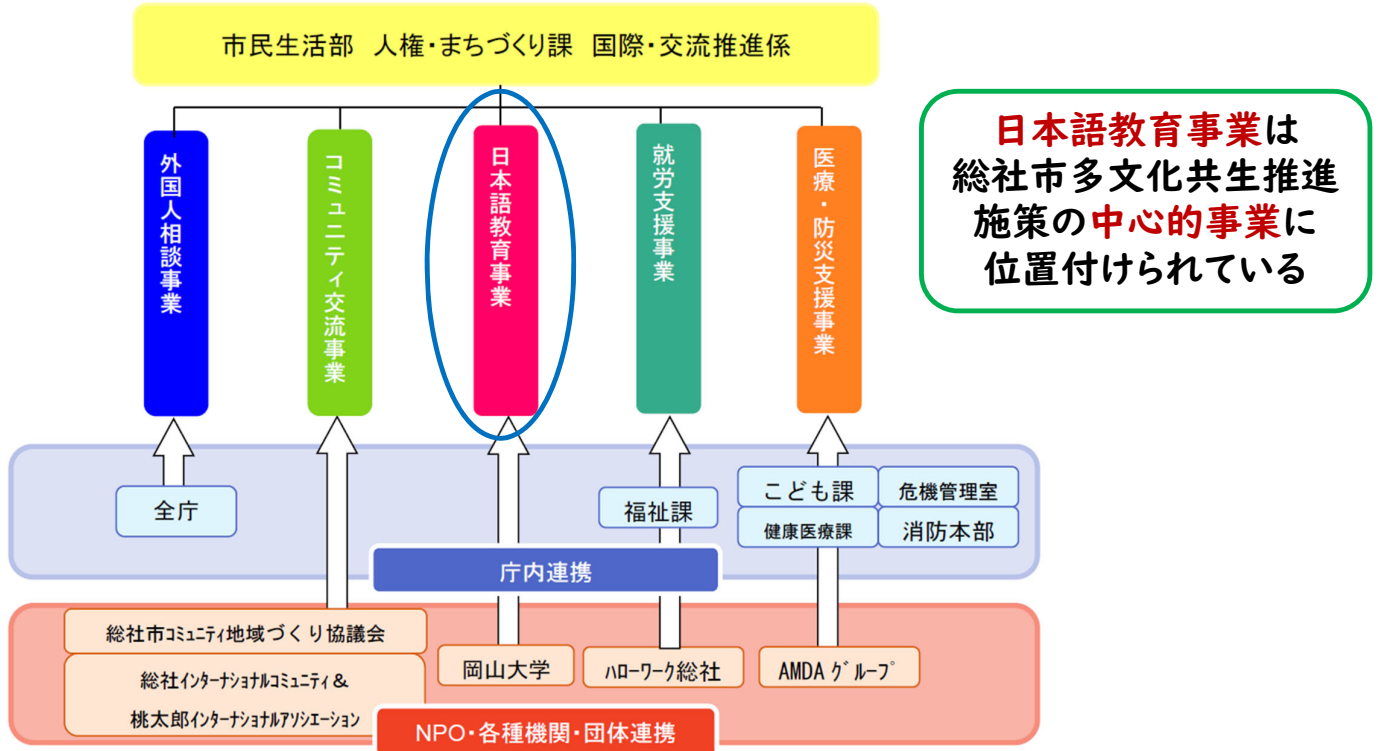 市民生活部 人権・まちづくり課 国際・交流推進係
外国人相談事業
コミュニティ交流事業
日本語教育事業
就労支援事業
医療・防災支援事業
日本語教育事業は
総社市多文化共生推進
施策の中心的事業に
位置付けられている
全庁
福祉課
こども課
危機管理室
健康医療課
消防本部
庁内連携
総社市ｺﾐｭﾆﾃｨ地域づくり協議会
総社ｲﾝﾀｰﾅｼｮﾅﾙｺﾐｭﾆﾃｨ＆
桃太郎ｲﾝﾀｰﾅｼｮﾅﾙｱｿｼｴｰｼｮﾝ
岡山大学
ﾊﾛｰﾜｰｸ総社
AMDA ｸﾞﾙｰﾌﾟ
NPO・各種機関・団体連携